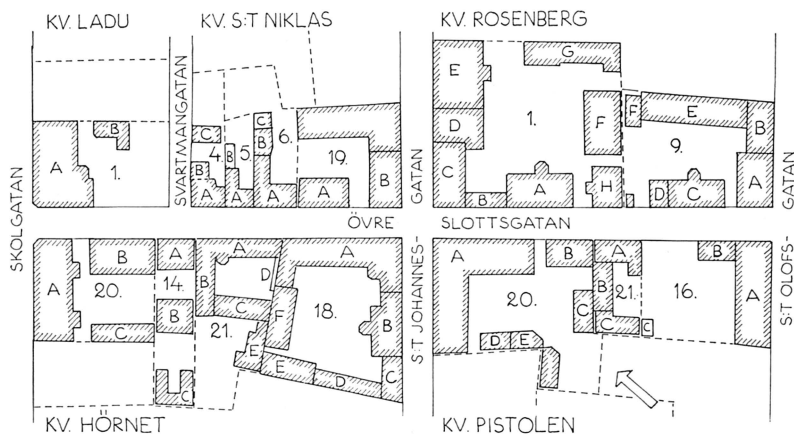 KV. LADU
KV. S:T NIKLAS
KV. ROSENBERG
E
G
D
C
B
A
1.
F
H
F
E
9.
B
D
C
A
A
B
1.
C
B
A
4.
B
5.
A
C
B
6.
A
19.
A
B
SKOLGATAN
SVARTMANGATAN
ÖVRE
SLOTTSGATAN
GATAN
GATAN
S:T JOHANNES-
S:T OLOFS-
A
B
20.
C
A
14.
B
C
B
A
D
C
21.
E
F
A
18.
B
E
D
C
A
B
20.
C
D
E
A
B
21.
C
C
16.
B
A
KV. HÖRNET
KV. PISTOLEN